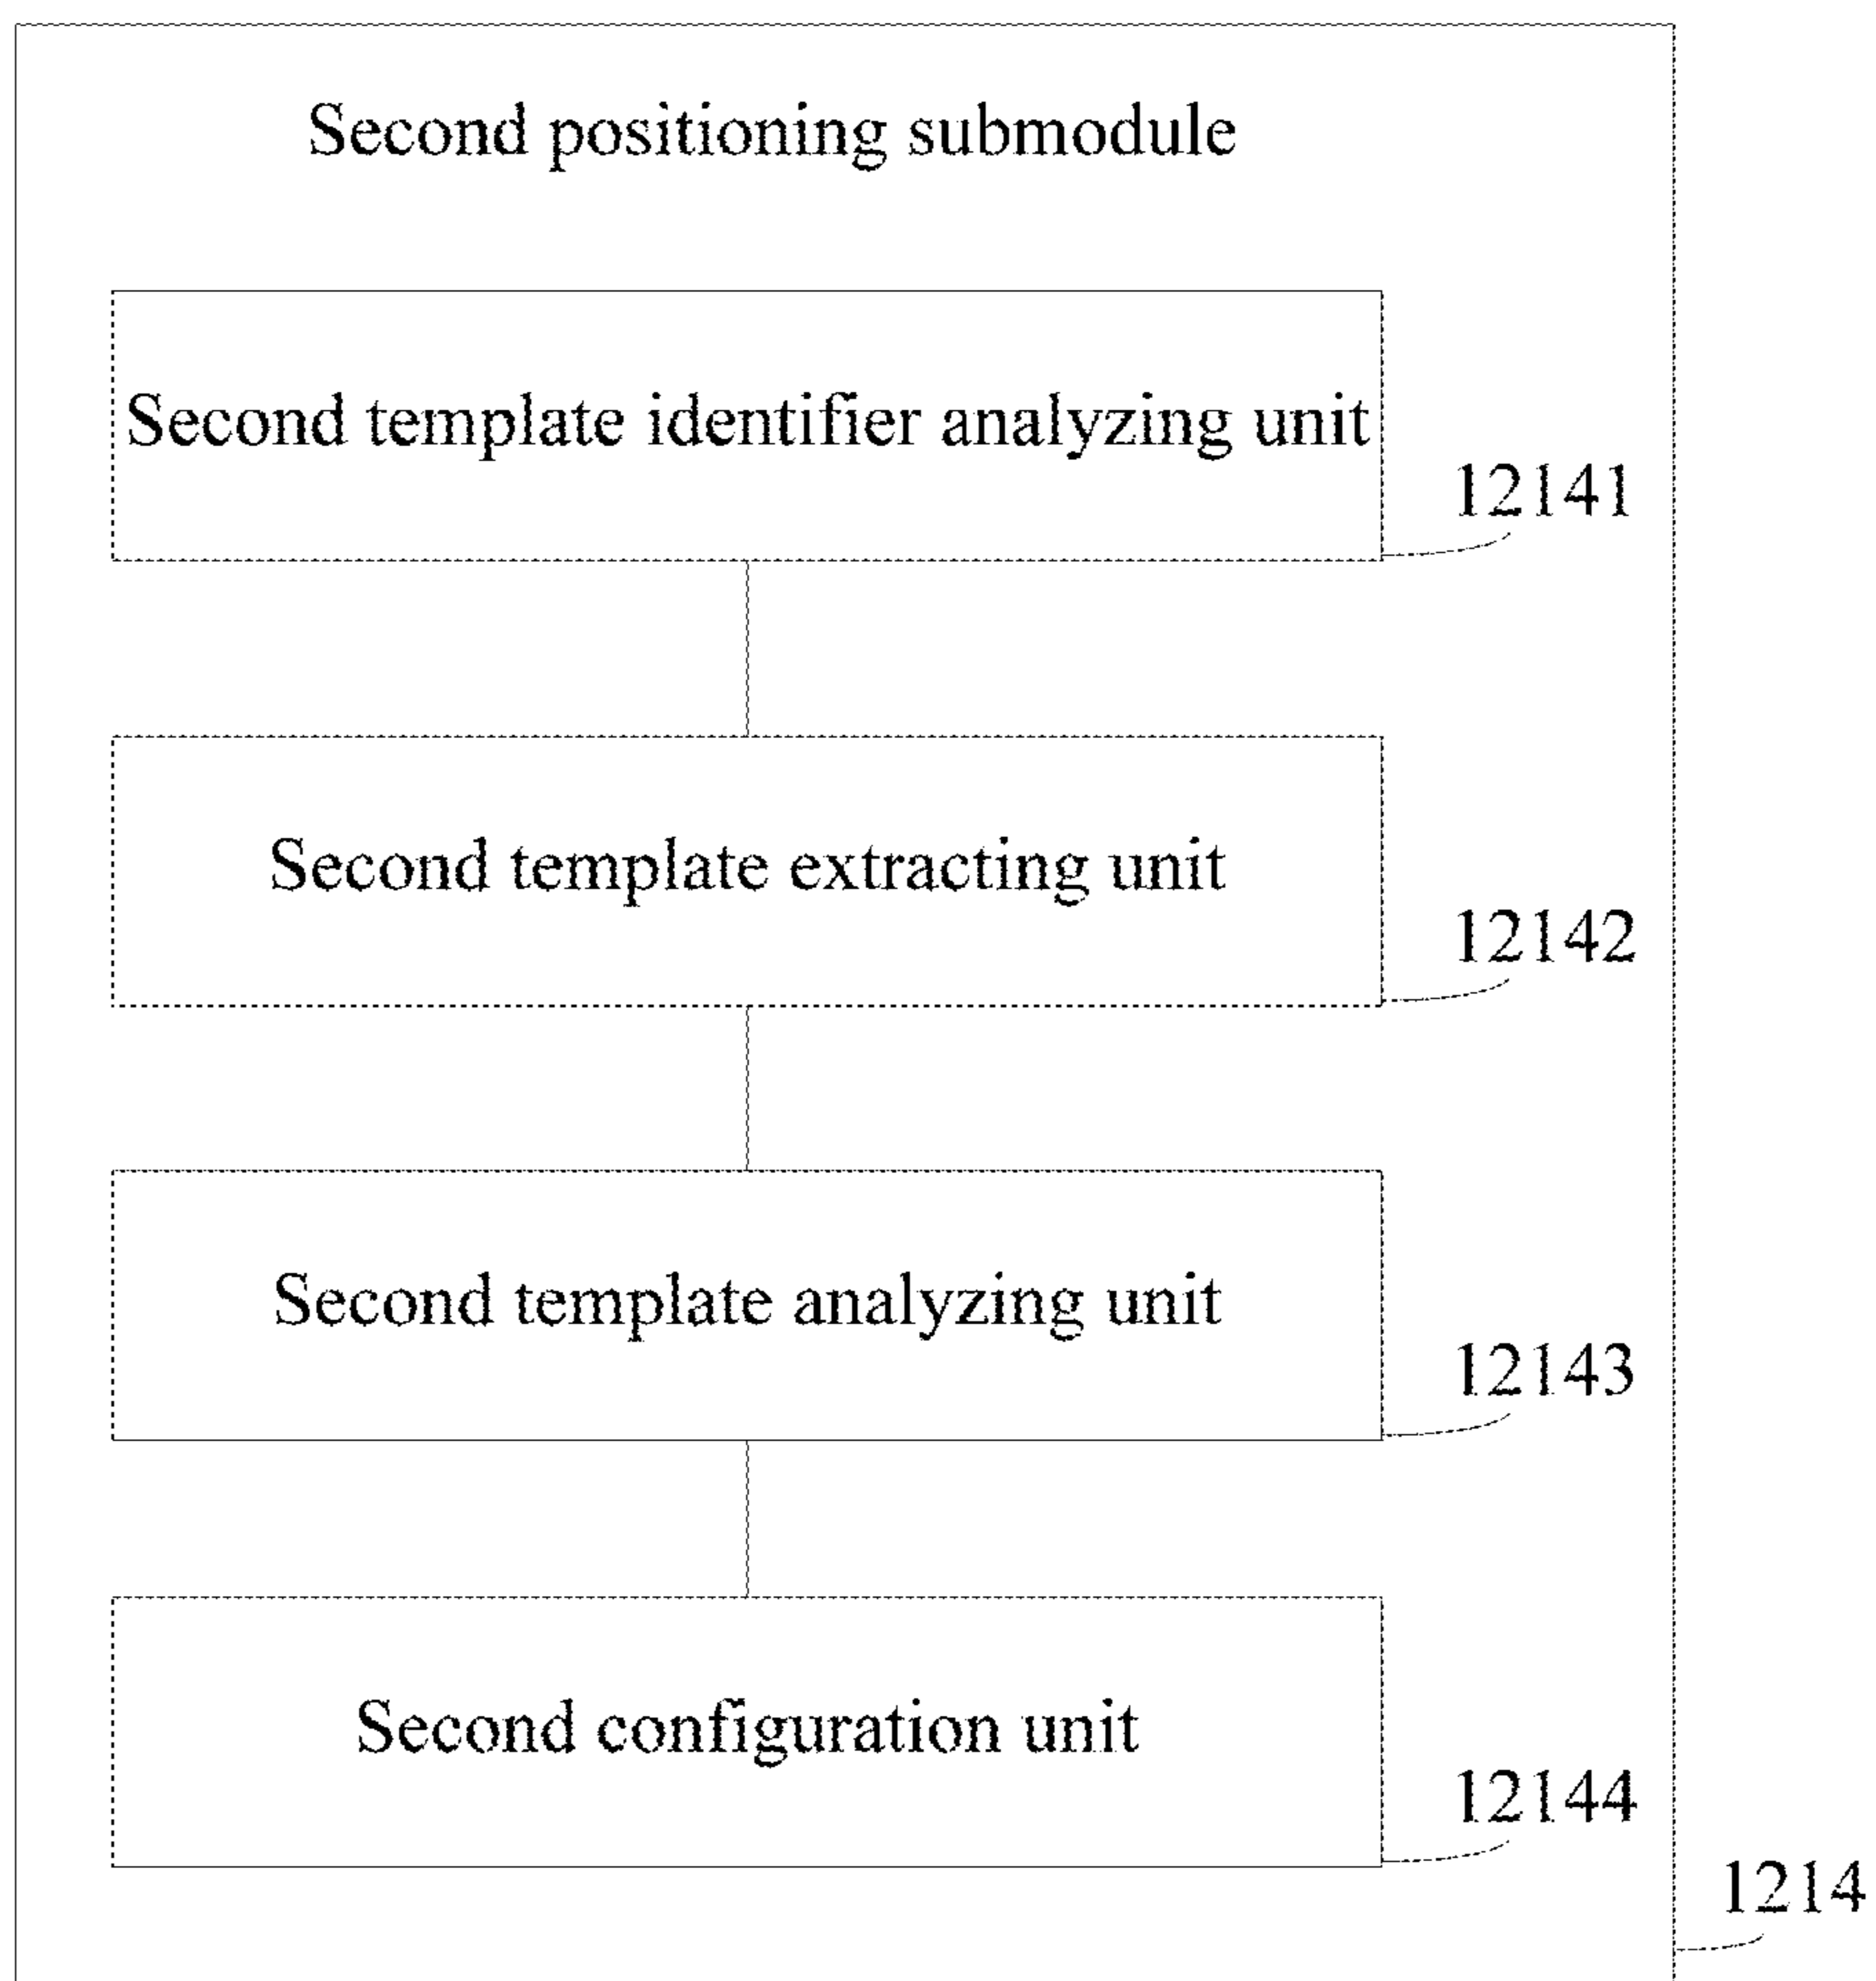 Second positioning submodule
Second template identifier analyzing unit
12141
Second template extracting unit
12142
Second template analyzing unit
12143
Second configuration unit
12144
1214